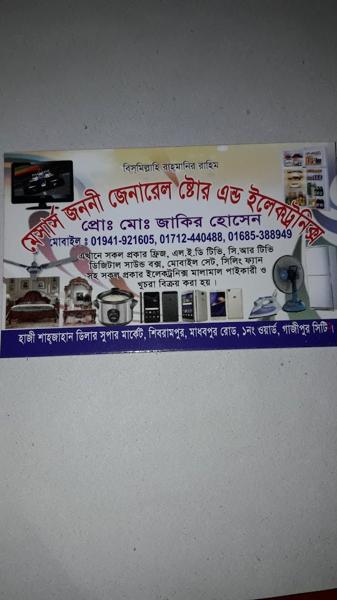 বিসমিল্লাহি রাহমানির রাহিম
মেসার্স জননী জেনারেল ষ্টোর এন্ড ইলেকট্রনিক্স
প্রোঃ মোঃ জাকির হোসেন
মোবাইল : 01941-921605, 01712-440488, 01685-388949
এখানে সকল প্রকার ফ্রিজ, এল.ই.ডি টিভি, সি.আর টিভি
ডিজিটাল সাউন্ড বক্স, মোবাইল সেট, সিলিং ফ্যান
সহ সকল প্রকার ইলেকট্রনিক্স মালামাল পাইকারী ও
খুচরা বিক্রয় করা হয় ।
হাজী শাহজাহান ডিলার সুপার মার্কেট, শিবরামপুর, মাধবপুর রোড, ১নং ওয়ার্ড, গাজীপুর সিটি ।